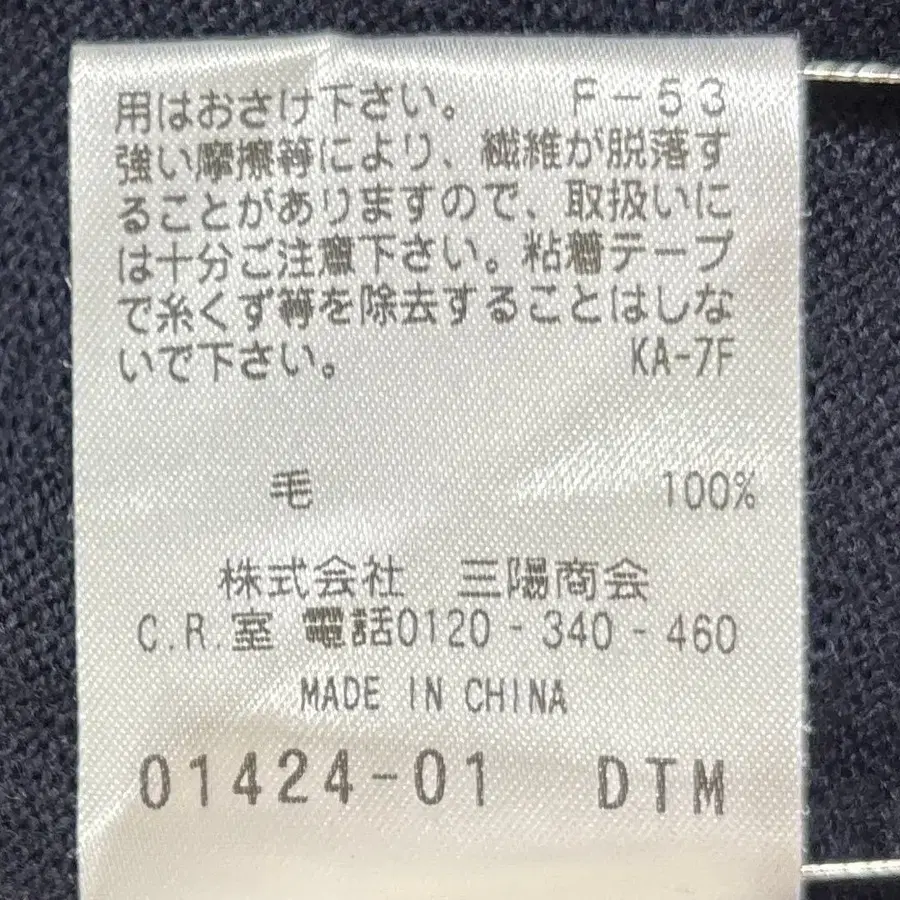 用はおさけ下さい。 F-53
強い摩擦等により、繊維が脱落す
ることがありますので、取扱いに
は十分ご注意下さい。粘着テープ
で糸くず等を除去することはしな
いで下さい。 KA-7F
毛 100%
株式会社 三陽商会
C.R.室 電話0120-340-460
MADE IN CHINA
01424-01 DTM